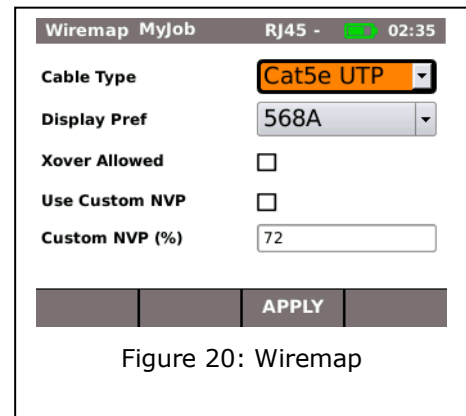 Wiremap MyJob RJ45 - 02:35
Cable Type Cat5e UTP
Display Pref 568A
Xover Allowed
Use Custom NVP
Custom NVP (%) 72
APPLY
Figure 20: Wiremap